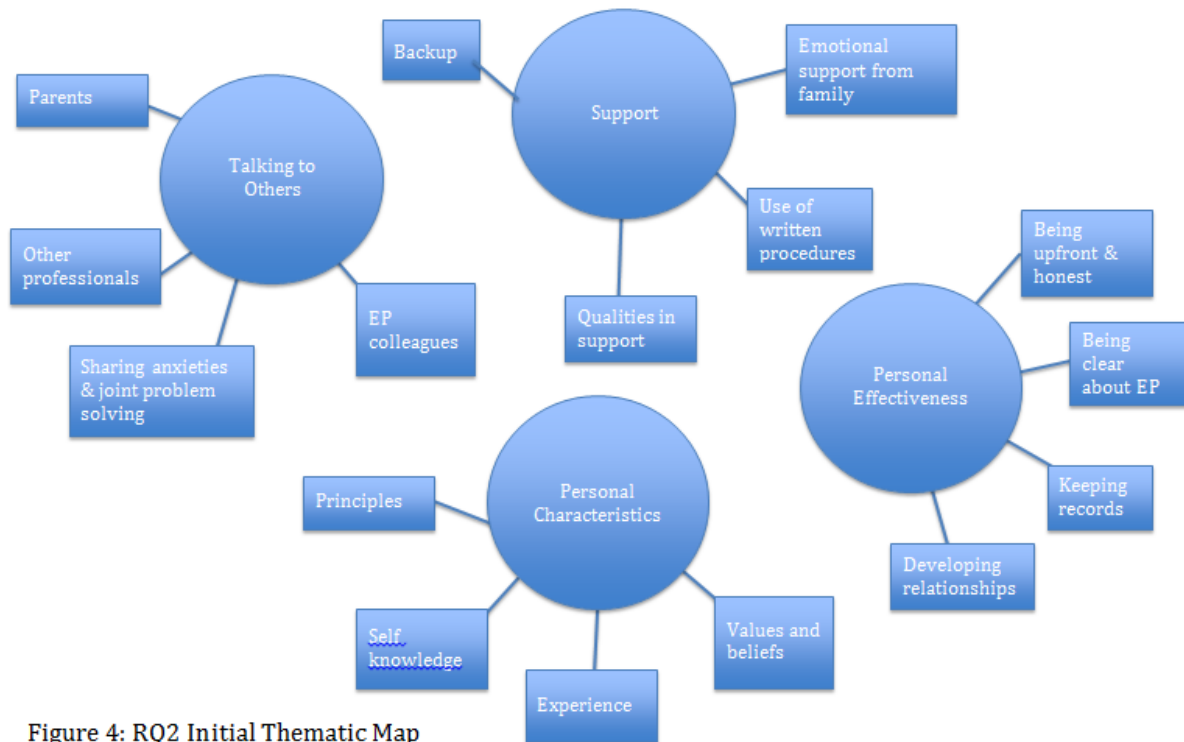 Talking to
Others
Parents
Other
professionals
Sharing anxieties
& joint problem
solving
EP
colleagues
Support
Backup
Emotional
support from
family
Use of
written
procedures
Qualities in
support
Personal
Effectiveness
Being
upfront &
honest
Being
clear
about EP
Keeping
records
Developing
relationships
Personal
Characteristics
Principles
Self
knowledge
Experience
Values and
beliefs
Figure 4: RQ2 Initial Thematic Map